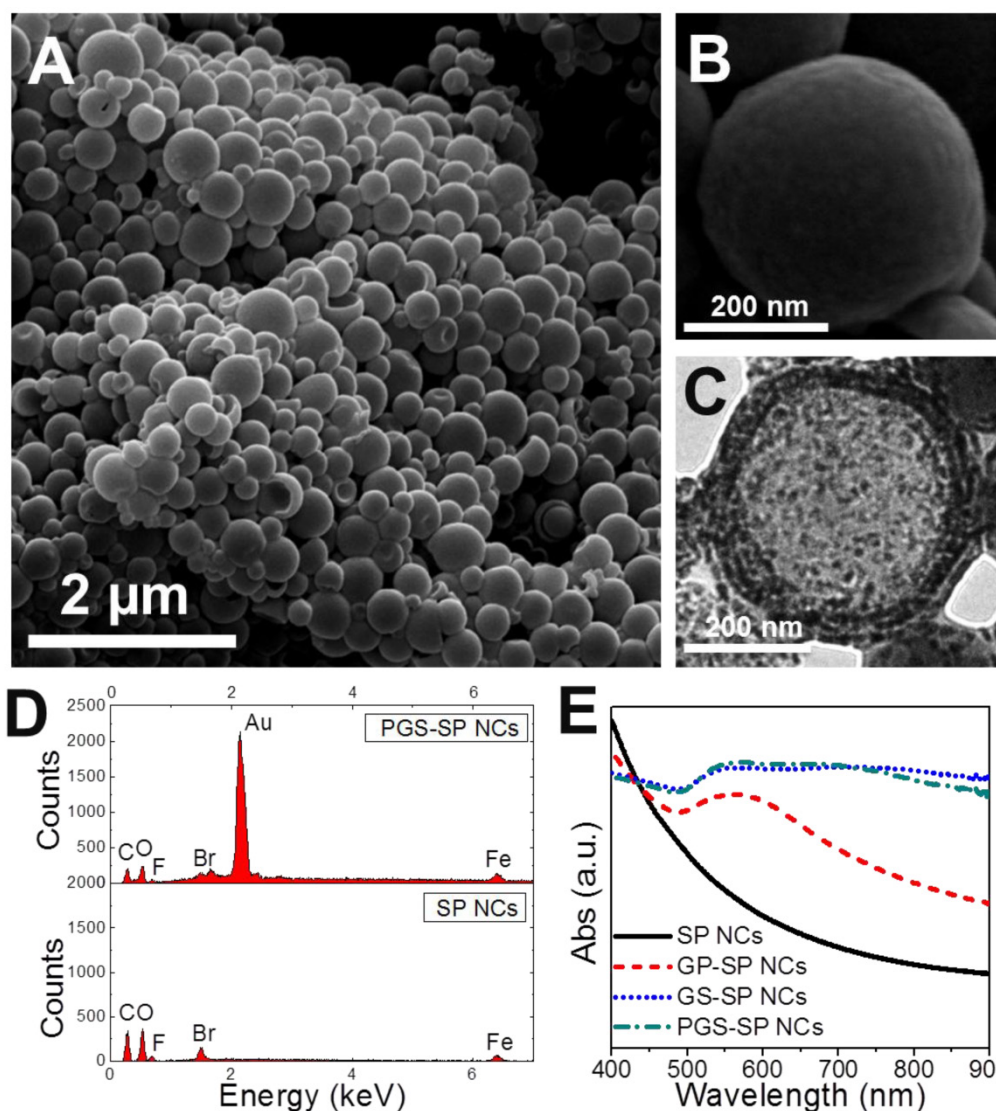 A
2 μm
B
200 nm
C
200 nm
D
0 2 4 6
2500
2000
1500
1000
500
2000
1500
1000
500
0
0 2 4 6
Counts
Counts
PGS-SP NCs
Au
C O F Br Fe
SP NCs
C O F Br Fe
Energy (keV)
E
Abs (a.u.)
SP NCs
GP-SP NCs
GS-SP NCs
PGS-SP NCs
400 500 600 700 800 90
Wavelength (nm)